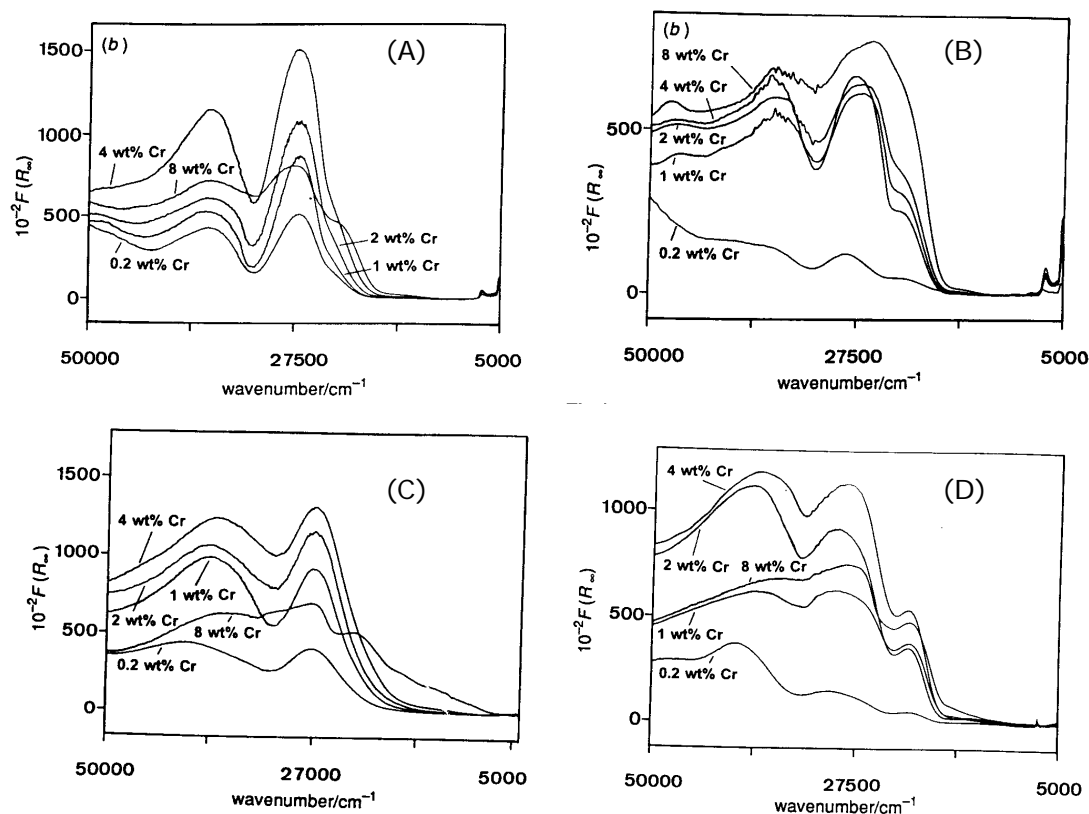 (b)
(A)
1500
1000
500
0
10⁻²F (R∞)
4 wt% Cr
8 wt% Cr
2 wt% Cr
1 wt% Cr
0.2 wt% Cr
50000
27500
5000
wavenumber/cm⁻¹
(b)
(B)
500
0
10⁻²F (R∞)
8 wt% Cr
4 wt% Cr
2 wt% Cr
1 wt% Cr
0.2 wt% Cr
50000
27500
5000
wavenumber/cm⁻¹
(C)
1500
1000
500
0
10⁻²F (R∞)
4 wt% Cr
1 wt% Cr
2 wt% Cr
8 wt% Cr
0.2 wt% Cr
50000
27000
5000
wavenumber/cm⁻¹
(D)
1000
500
0
10⁻²F (R∞)
4 wt% Cr
2 wt% Cr
8 wt% Cr
1 wt% Cr
0.2 wt% Cr
50000
27500
5000
wavenumber/cm⁻¹